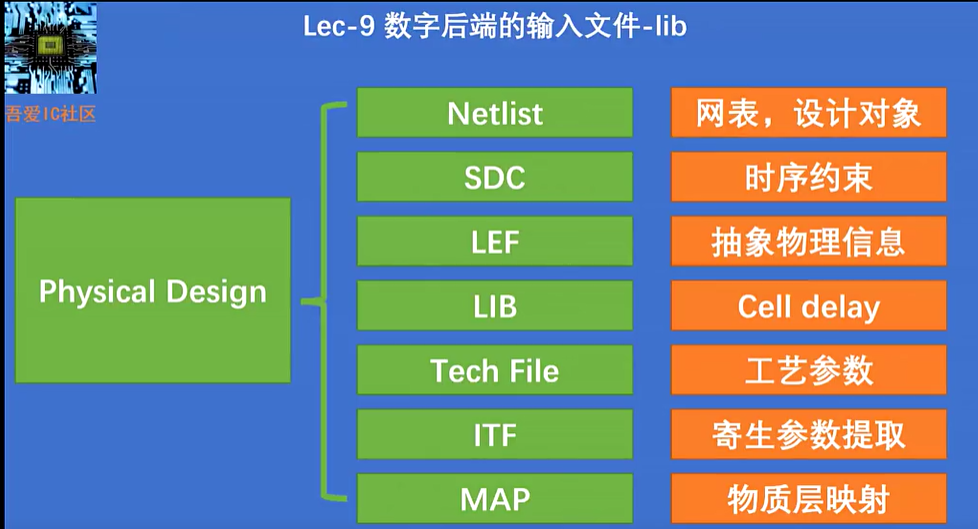 Lec-9 数字后端的输入文件-lib
吾爱IC社区
Physical Design
Netlist
网表，设计对象
SDC
时序约束
LEF
抽象物理信息
LIB
Cell delay
Tech File
工艺参数
ITF
寄生参数提取
MAP
物质层映射